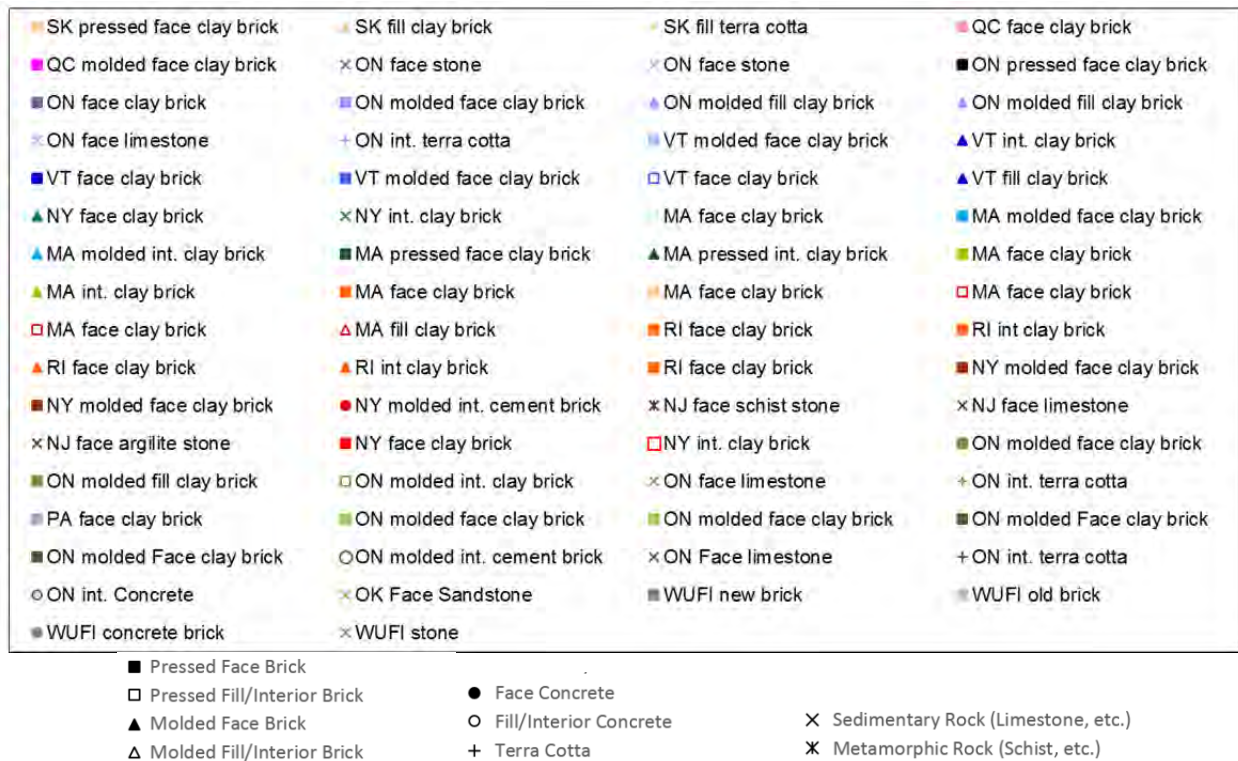 SK pressed face clay brick SK fill clay brick SK fill terra cotta QC face clay brick
QC molded face clay brick ON face stone ON face stone ON pressed face clay brick
ON face clay brick ON molded face clay brick ON molded fill clay brick ON molded fill clay brick
ON face limestone ON int. terra cotta VT molded face clay brick VT int. clay brick
VT face clay brick VT molded face clay brick VT face clay brick VT fill clay brick
NY face clay brick NY int. clay brick MA face clay brick MA molded face clay brick
MA molded int. clay brick MA pressed face clay brick MA pressed int. clay brick MA face clay brick
MA int. clay brick MA face clay brick MA face clay brick MA face clay brick
MA face clay brick MA fill clay brick RI face clay brick RI int clay brick
RI face clay brick RI int clay brick RI face clay brick NY molded face clay brick
NY molded face clay brick NY molded int. cement brick NJ face schist stone NJ face limestone
NJ face argilite stone NY face clay brick NY int. clay brick ON molded face clay brick
ON molded fill clay brick ON molded int. clay brick ON face limestone ON int. terra cotta
PA face clay brick ON molded face clay brick ON molded face clay brick ON molded Face clay brick
ON molded Face clay brick ON molded int. cement brick ON Face limestone ON int. terra cotta
ON int. Concrete OK Face Sandstone WUFI new brick WUFI old brick
WUFI concrete brick WUFI stone
Pressed Face Brick
Pressed Fill/Interior Brick Face Concrete
Molded Face Brick Fill/Interior Concrete Sedimentary Rock (Limestone, etc.)
Molded Fill/Interior Brick Terra Cotta Metamorphic Rock (Schist, etc.)